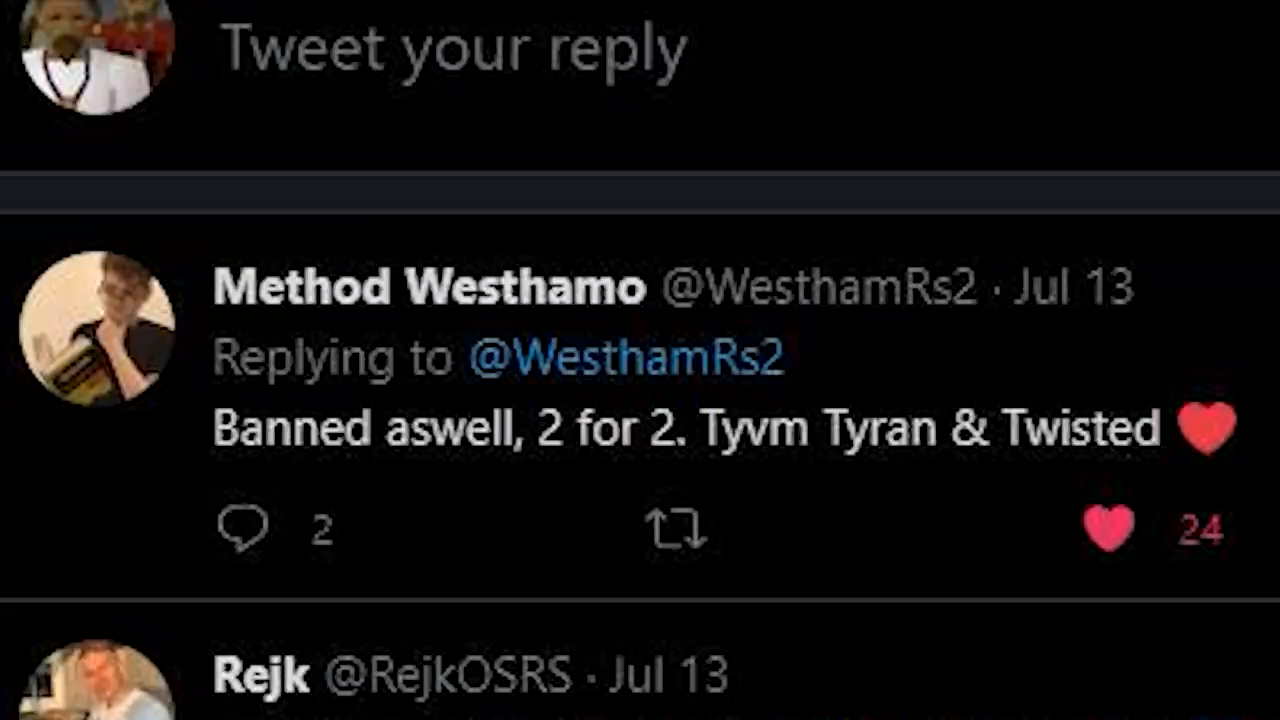 Tweet your reply
Method Westhamo @WesthamRs2 · Jul 13
Replying to @WesthamRs2
Banned aswell, 2 for 2. Tyvm Tyran & Twisted ❤️
2 24
Rejk @RejkOSRS · Jul 13